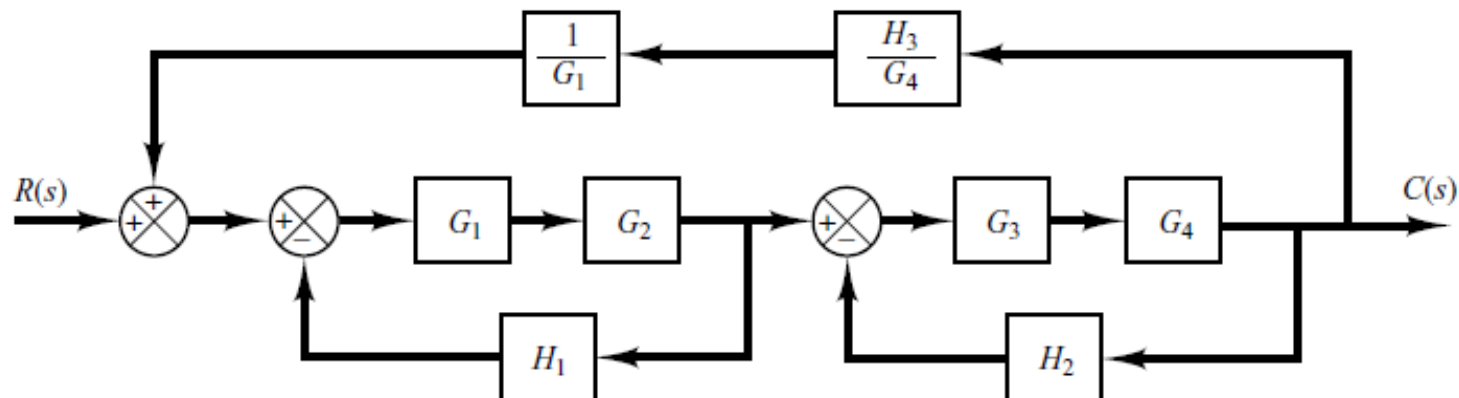 1
G₁
H₃
G₄
R(s)
+
+
+
−
G₁
G₂
+
−
G₃
G₄
C(s)
H₁
H₂